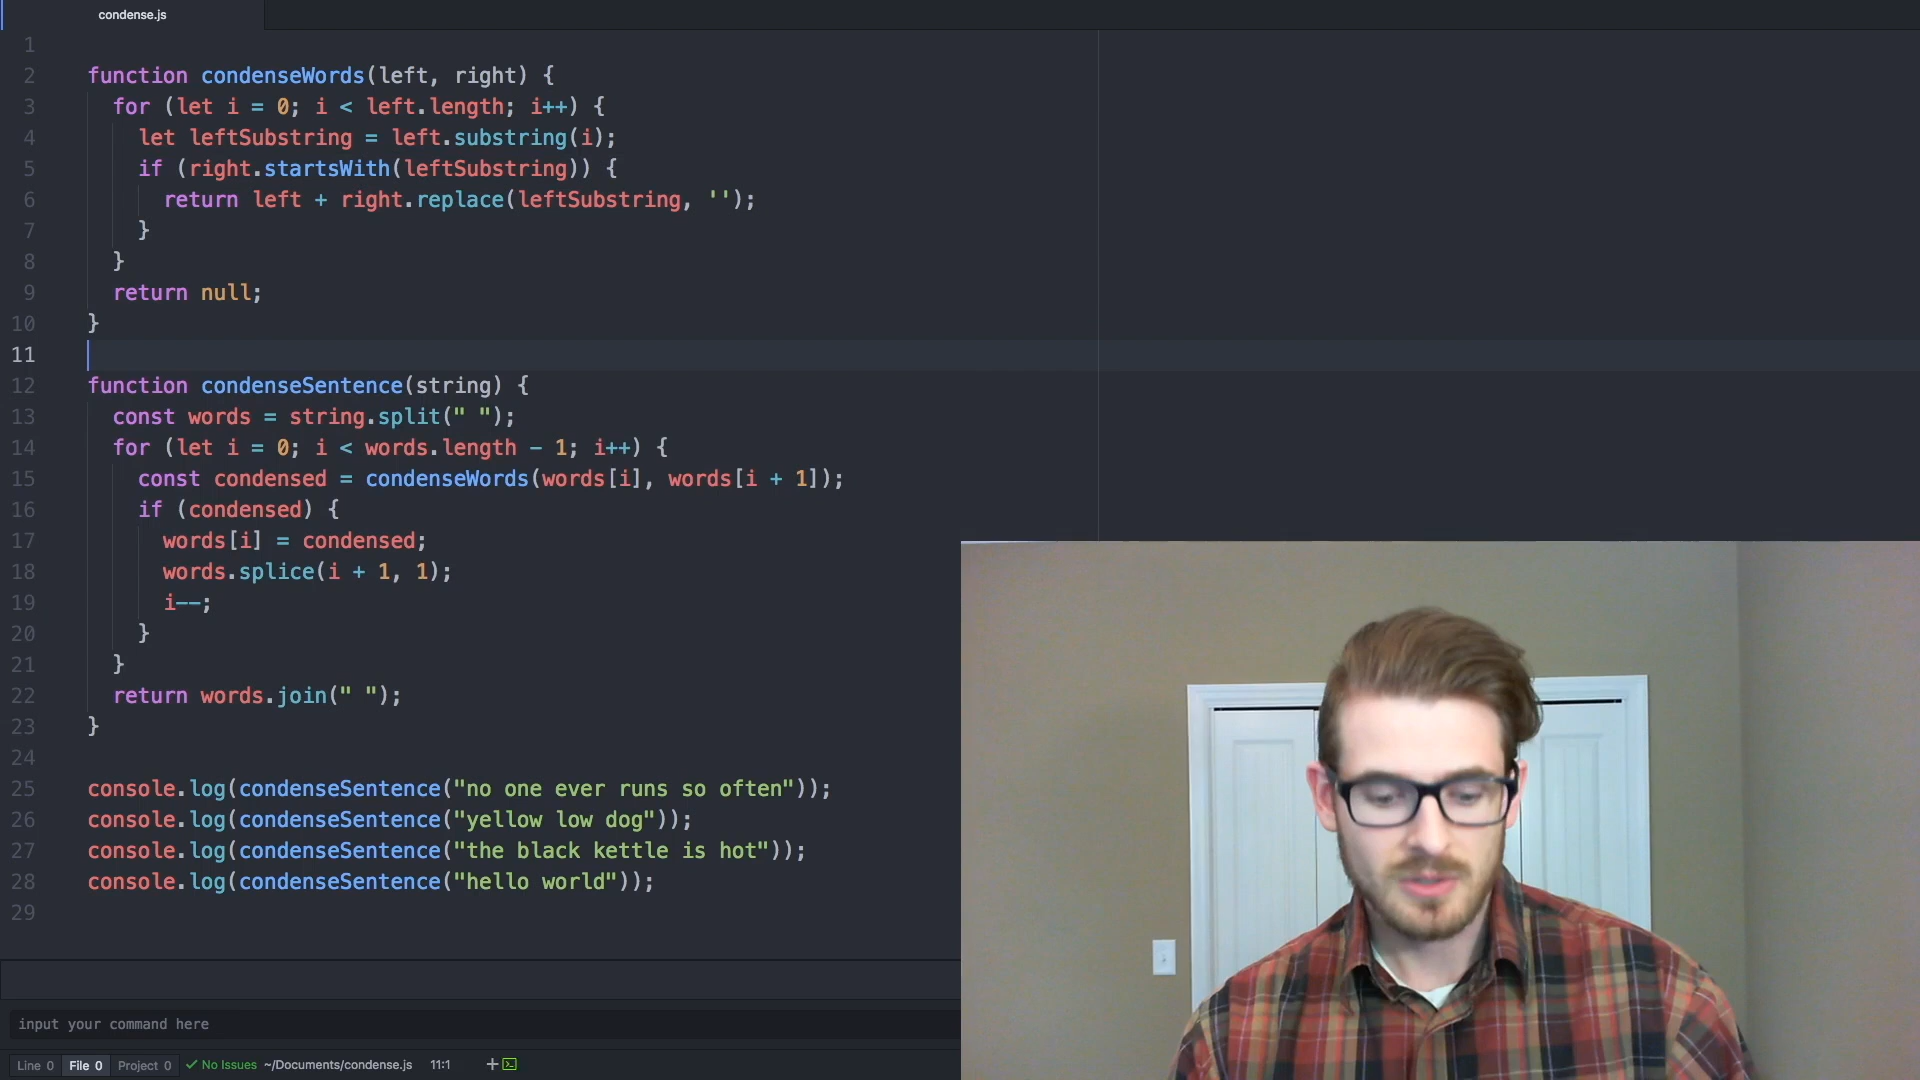 condense.js
1
2 function condenseWords(left, right) {
3 for (let i = 0; i < left.length; i++) {
4 let leftSubstring = left.substring(i);
5 if (right.startsWith(leftSubstring)) {
6 return left + right.replace(leftSubstring, '');
7 }
8 }
9 return null;
10 }
11
12 function condenseSentence(string) {
13 const words = string.split(" ");
14 for (let i = 0; i < words.length - 1; i++) {
15 const condensed = condenseWords(words[i], words[i + 1]);
16 if (condensed) {
17 words[i] = condensed;
18 words.splice(i + 1, 1);
19 i--;
20 }
21 }
22 return words.join(" ");
23 }
24
25 console.log(condenseSentence("no one ever runs so often"));
26 console.log(condenseSentence("yellow low dog"));
27 console.log(condenseSentence("the black kettle is hot"));
28 console.log(condenseSentence("hello world"));
29
input your command here
Line 0 File 0 Project 0 No Issues ~/Documents/condense.js 11:1